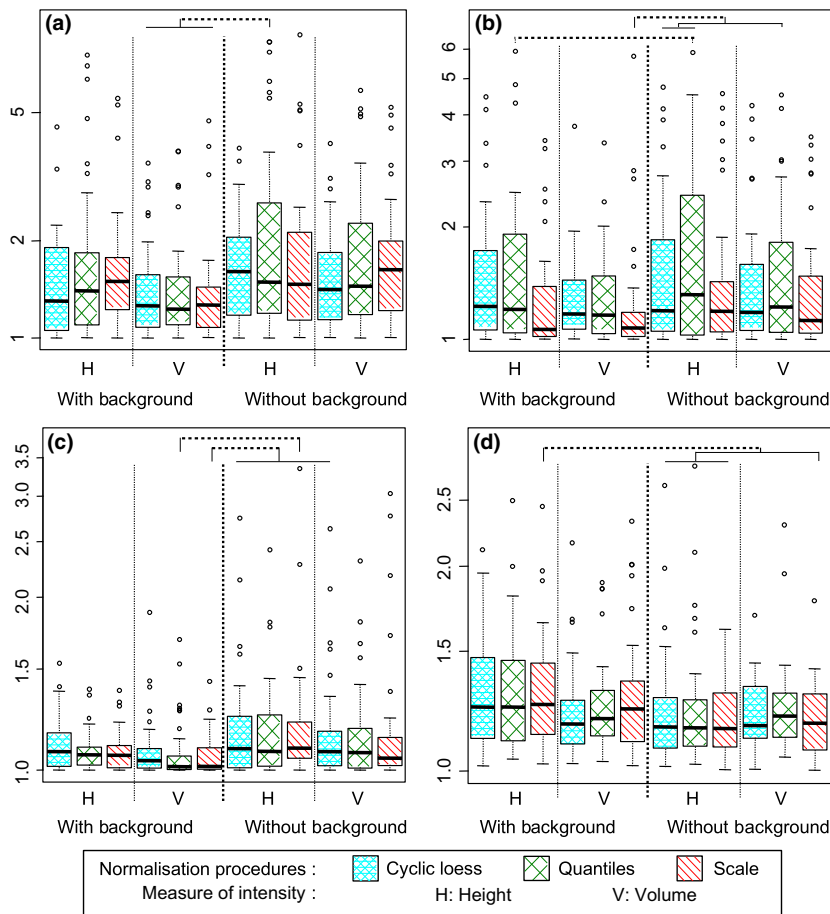 (a)
5
2
1
H
V
H
V
With background
Without background
(b)
6
5
4
3
2
1
H
V
H
V
With background
Without background
(c)
3.5
3.0
2.5
2.0
1.5
1.0
H
V
H
V
With background
Without background
(d)
2.5
2.0
1.5
1.0
H
V
H
V
With background
Without background
Normalisation procedures : Cyclic loess Quantiles Scale
Measure of intensity : H: Height V: Volume